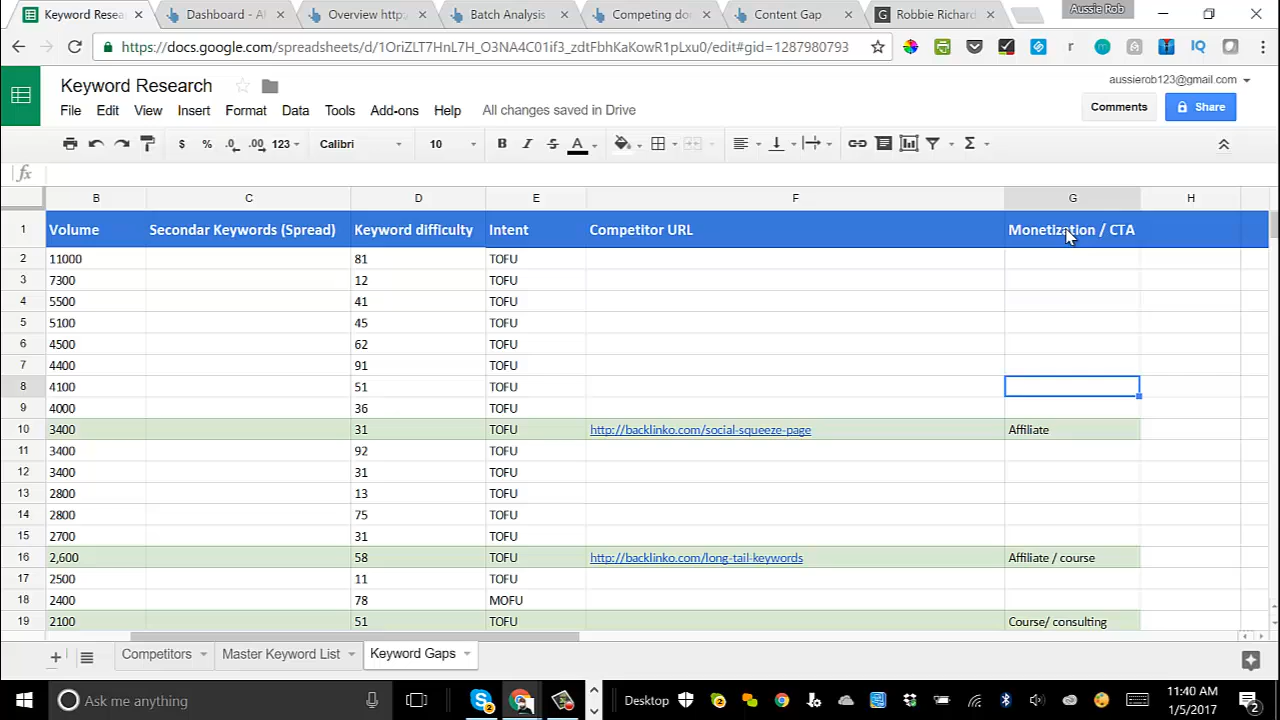 Keyword Resea
Dashboard - A
Overview http:
Batch Analysis
Competing do
Content Gap
Robbie Richard
Aussie Rob
https://docs.google.com/spreadsheets/d/1OriZLT7HnL7H_O3NA4C01if3_zdtFbhKaKowR1pLxu0/edit#gid=1287980793
Keyword Research
aussierob123@gmail.com
File Edit View Insert Format Data Tools Add-ons Help All changes saved in Drive
Comments Share
$ % .0 .00 123 Calibri 10 B I S A
fx
B C D E F G H
1 Volume Secondar Keywords (Spread) Keyword difficulty Intent Competitor URL Monetization / CTA
2 11000 81 TOFU
3 7300 12 TOFU
4 5500 41 TOFU
5 5100 45 TOFU
6 4500 62 TOFU
7 4400 91 TOFU
8 4100 51 TOFU
9 4000 36 TOFU
10 3400 31 TOFU http://backlinko.com/social-squeeze-page Affiliate
11 3400 92 TOFU
12 3400 31 TOFU
13 2800 13 TOFU
14 2800 75 TOFU
15 2700 31 TOFU
16 2,600 58 TOFU http://backlinko.com/long-tail-keywords Affiliate / course
17 2500 11 TOFU
18 2400 78 MOFU
19 2100 51 TOFU Course/ consulting
Competitors Master Keyword List Keyword Gaps
Ask me anything
Desktop
11:40 AM
1/5/2017